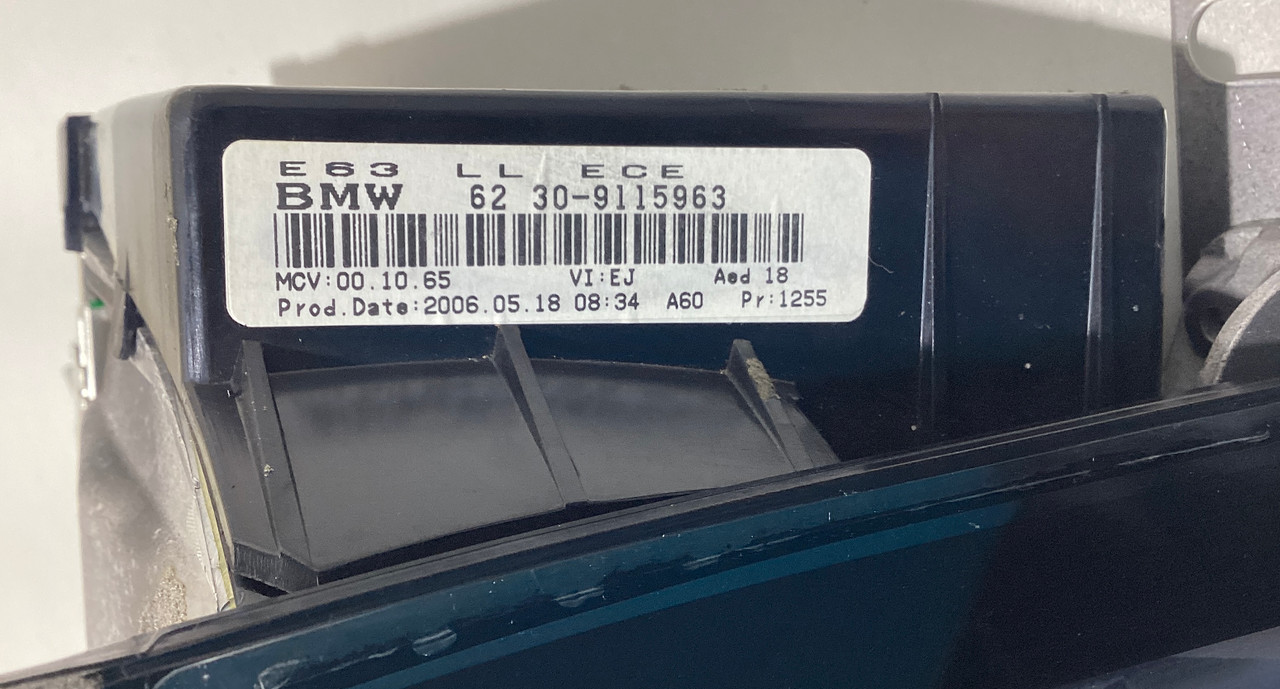 E63 LL ECE
BMW 62 30-9115963
MCV:00.10.65 VI:EJ Aed 18
Prod.Date:2006.05.18 08:34 A60 Pr:1255